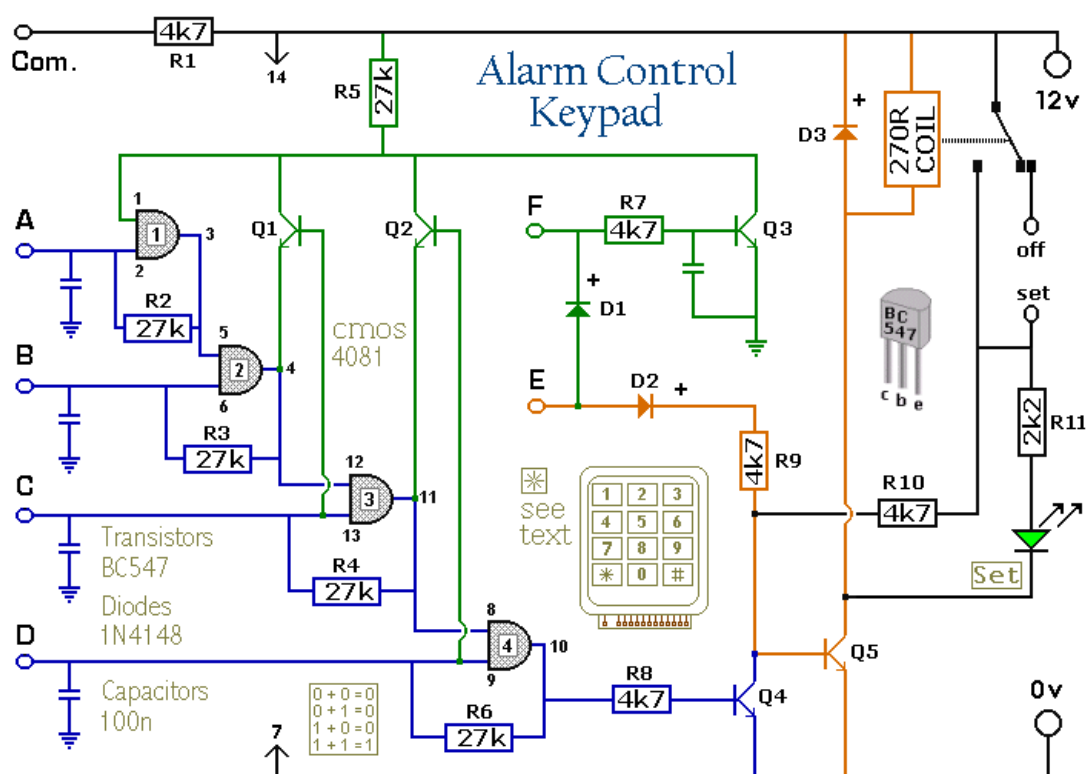 4k7
Com.
R1
14
R5
27k
Alarm Control
Keypad
12v
+
D3
270R
COIL
1
A
1
3
2
Q1
Q2
F
R7
4k7
Q3
off
set
+
D1
R2
27k
cmos
4081
BC
547
c b e
B
5
2
4
6
E
D2
+
R3
27k
R9
4k7
2k2
R11
12
3
11
13
C
*
see
text
1 2 3
4 5 6
7 8 9
* 0 #
R10
4k7
Transistors
BC547
R4
27k
Set
Diodes
1N4148
8
4
10
9
D
Q5
Capacitors
100n
0 + 0 = 0
0 + 1 = 0
1 + 0 = 0
1 + 1 = 1
R6
27k
R8
4k7
Q4
0v
7